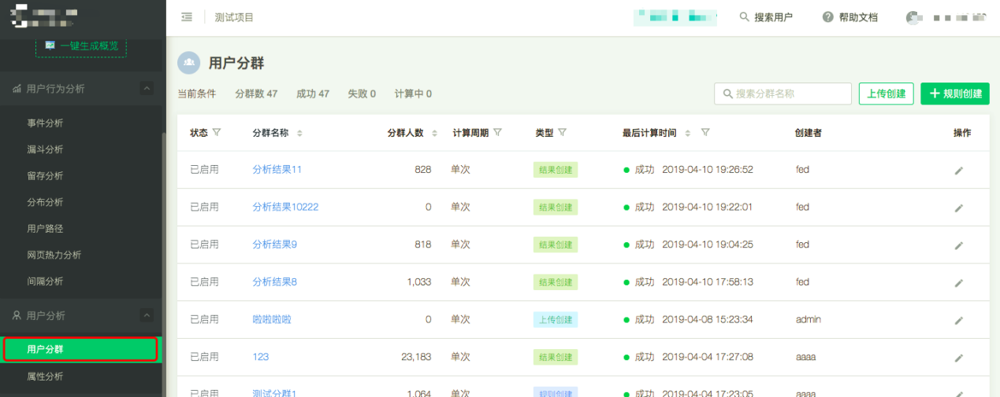 测试项目
搜索用户
帮助文档
一键生成概览
用户行为分析
事件分析
漏斗分析
留存分析
分布分析
用户路径
网页热力分析
间隔分析
用户分析
用户分群
属性分析
用户分群
当前条件 分群数 47 成功 47 失败 0 计算中 0
搜索分群名称
上传创建
规则创建
状态 分群名称 分群人数 计算周期 类型 最后计算时间 创建者 操作
已启用 分析结果11 828 单次 结果创建 成功 2019-04-10 19:26:52 fed
已启用 分析结果10222 0 单次 结果创建 成功 2019-04-10 19:22:01 fed
已启用 分析结果9 818 单次 结果创建 成功 2019-04-10 19:04:25 fed
已启用 分析结果8 1,033 单次 结果创建 成功 2019-04-10 17:58:13 fed
已启用 啦啦啦啦 0 单次 上传创建 成功 2019-04-08 15:23:34 admin
已启用 123 23,183 单次 结果创建 成功 2019-04-04 17:27:08 aaaa
已启用 测试分群1 1,064 单次 规则创建 成功 2019-04-04 17:23:05 aaaa